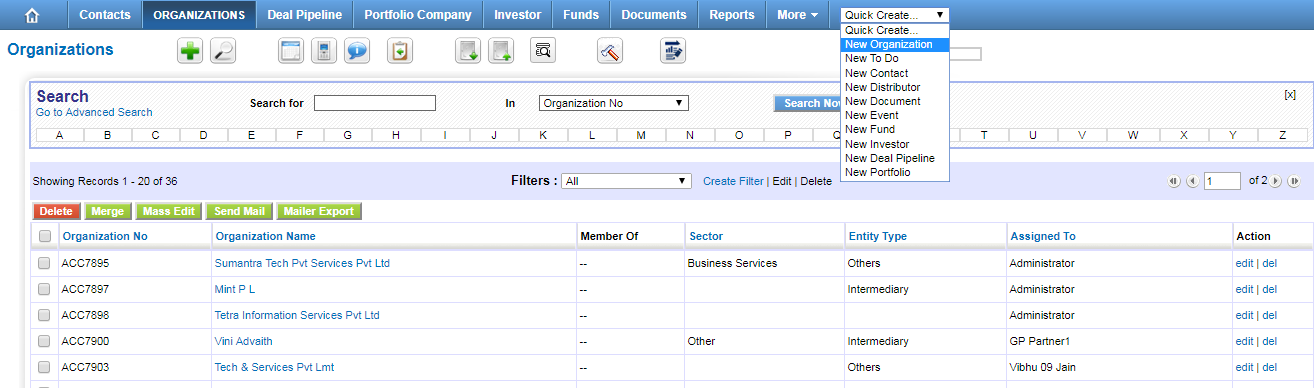 Contacts ORGANIZATIONS Deal Pipeline Portfolio Company Investor Funds Documents Reports More Quick Create...
Quick Create...
Organizations
New Organization
New To Do
New Contact
New Distributor
New Document
New Event
New Fund
New Investor
New Deal Pipeline
New Portfolio
Search [x]
Go to Advanced Search
Search for In Organization No Search Now
A B C D E F G H I J K L M N O P Q T U V W X Y Z
Showing Records 1 - 20 of 36 Filters : All Create Filter | Edit | Delete 1 of 2
Delete Merge Mass Edit Send Mail Mailer Export
Organization No Organization Name Member Of Sector Entity Type Assigned To Action
ACC7895 Sumantra Tech Pvt Services Pvt Ltd -- Business Services Others Administrator edit | del
ACC7897 Mint P L -- Intermediary Administrator edit | del
ACC7898 Tetra Information Services Pvt Ltd -- Administrator edit | del
ACC7900 Vini Advaith -- Other Intermediary GP Partner1 edit | del
ACC7903 Tech & Services Pvt Lmt -- Others Vibhu 09 Jain edit | del